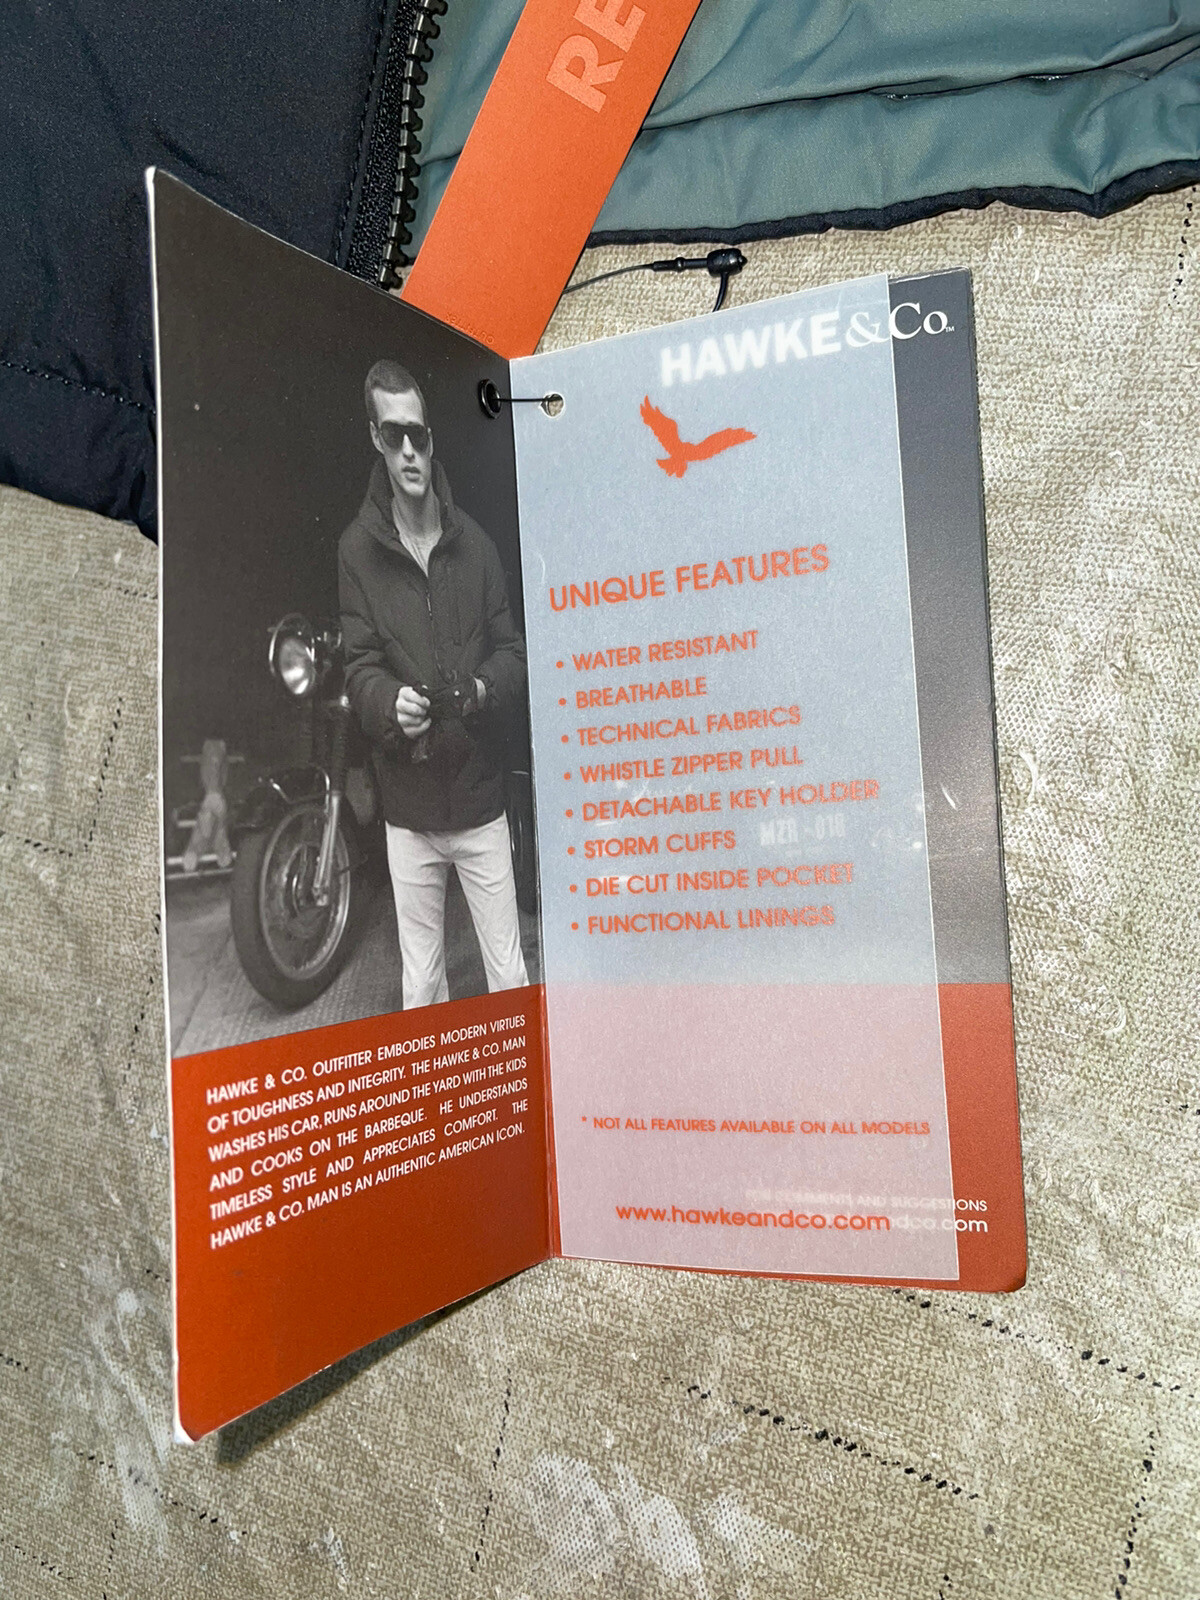 RE
HAWKE & CO. OUTFITTER EMBODIES MODERN VIRTUES
OF TOUGHNESS AND INTEGRITY. THE HAWKE & CO. MAN
WASHES HIS CAR, RUNS AROUND THE YARD WITH THE KIDS
AND COOKS ON THE BARBEQUE. HE UNDERSTANDS
TIMELESS STYLE AND APPRECIATES COMFORT. THE
HAWKE & CO. MAN IS AN AUTHENTIC AMERICAN ICON.
HAWKE&Co™
UNIQUE FEATURES
• WATER RESISTANT
• BREATHABLE
• TECHNICAL FABRICS
• WHISTLE ZIPPER PULL
• DETACHABLE KEY HOLDER
• STORM CUFFS
• DIE CUT INSIDE POCKET
• FUNCTIONAL LININGS
* NOT ALL FEATURES AVAILABLE ON ALL MODELS
FOR COMMENTS AND SUGGESTIONS
www.hawkeandco.com